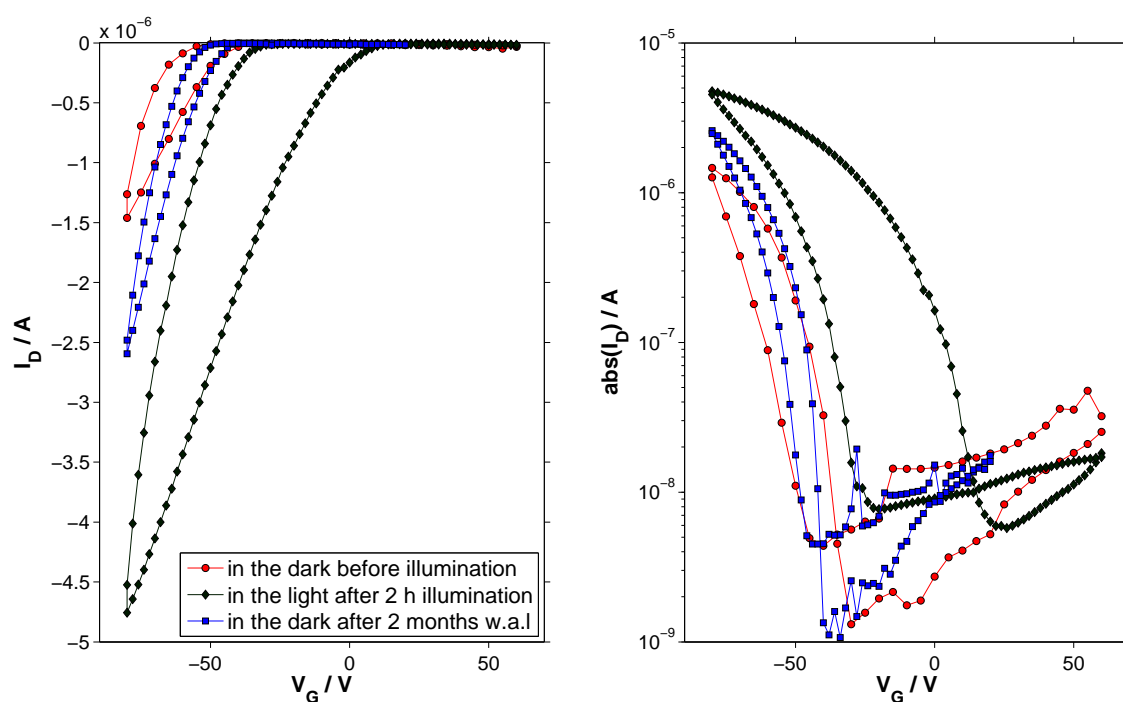 x 10⁻⁶
0
−0.5
−1
−1.5
−2
−2.5
−3
−3.5
−4
−4.5
−5
I_D / A
−50
0
50
V_G / V
in the dark before illumination
in the light after 2 h illumination
in the dark after 2 months w.a.l
10⁻⁵
10⁻⁶
10⁻⁷
10⁻⁸
10⁻⁹
abs(I_D) / A
−50
0
50
V_G / V